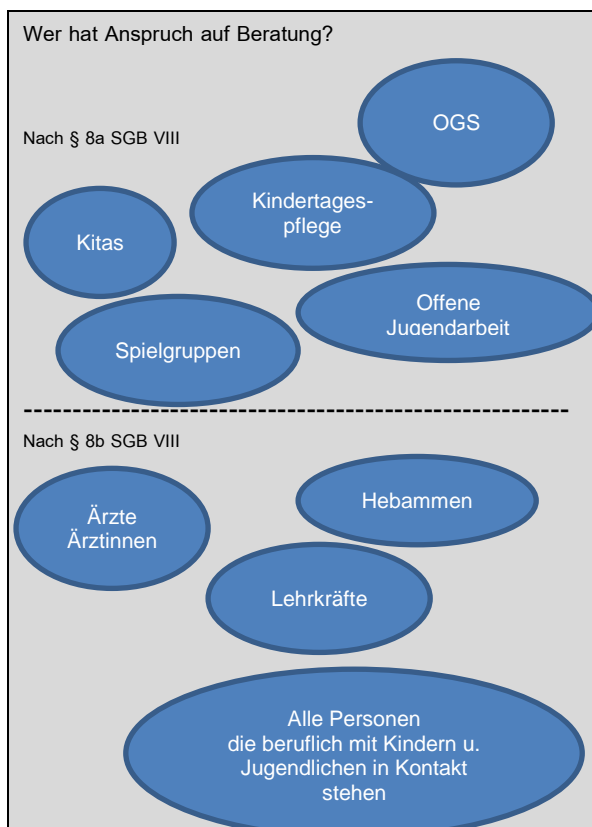 Wer hat Anspruch auf Beratung?
OGS
Nach § 8a SGB VIII
Kindertages-
pflege
Kitas
Offene
Jugendarbeit
Spielgruppen
Nach § 8b SGB VIII
Hebammen
Ärzte
Ärztinnen
Lehrkräfte
Alle Personen
die beruflich mit Kindern u.
Jugendlichen in Kontakt
stehen